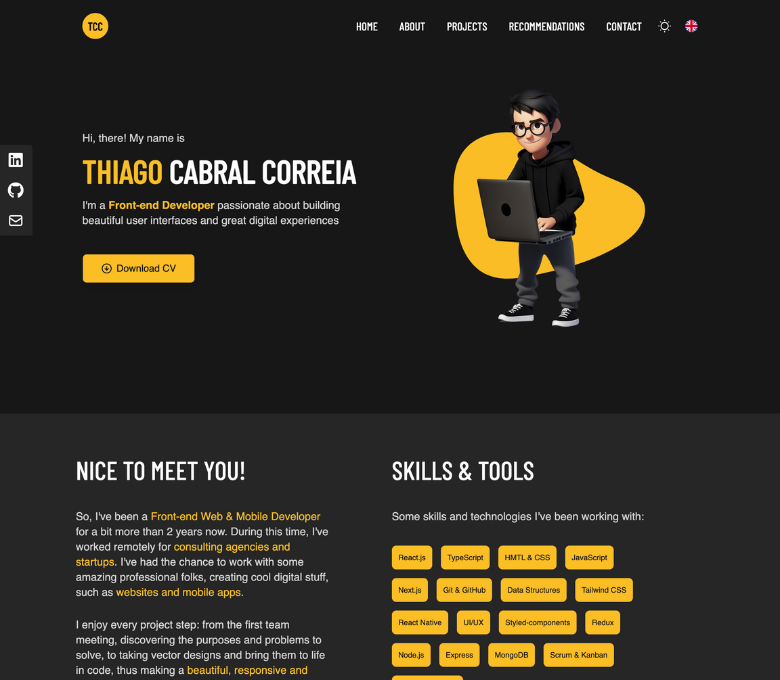 TCC
HOME ABOUT PROJECTS RECOMMENDATIONS CONTACT
Hi, there! My name is
THIAGO CABRAL CORREIA
I'm a Front-end Developer passionate about building
beautiful user interfaces and great digital experiences
Download CV
NICE TO MEET YOU!
So, I've been a Front-end Web & Mobile Developer
for a bit more than 2 years now. During this time, I've
worked remotely for consulting agencies and
startups. I've had the chance to work with some
amazing professional folks, creating cool digital stuff,
such as websites and mobile apps.
I enjoy every project step: from the first team
meeting, discovering the purposes and problems to
solve, to taking vector designs and bring them to life
in code, thus making a beautiful, responsive and
SKILLS & TOOLS
Some skills and technologies I've been working with:
React.js TypeScript HMTL & CSS JavaScript
Next.js Git & GitHub Data Structures Tailwind CSS
React Native UI/UX Styled-components Redux
Node.js Express MongoDB Scrum & Kanban